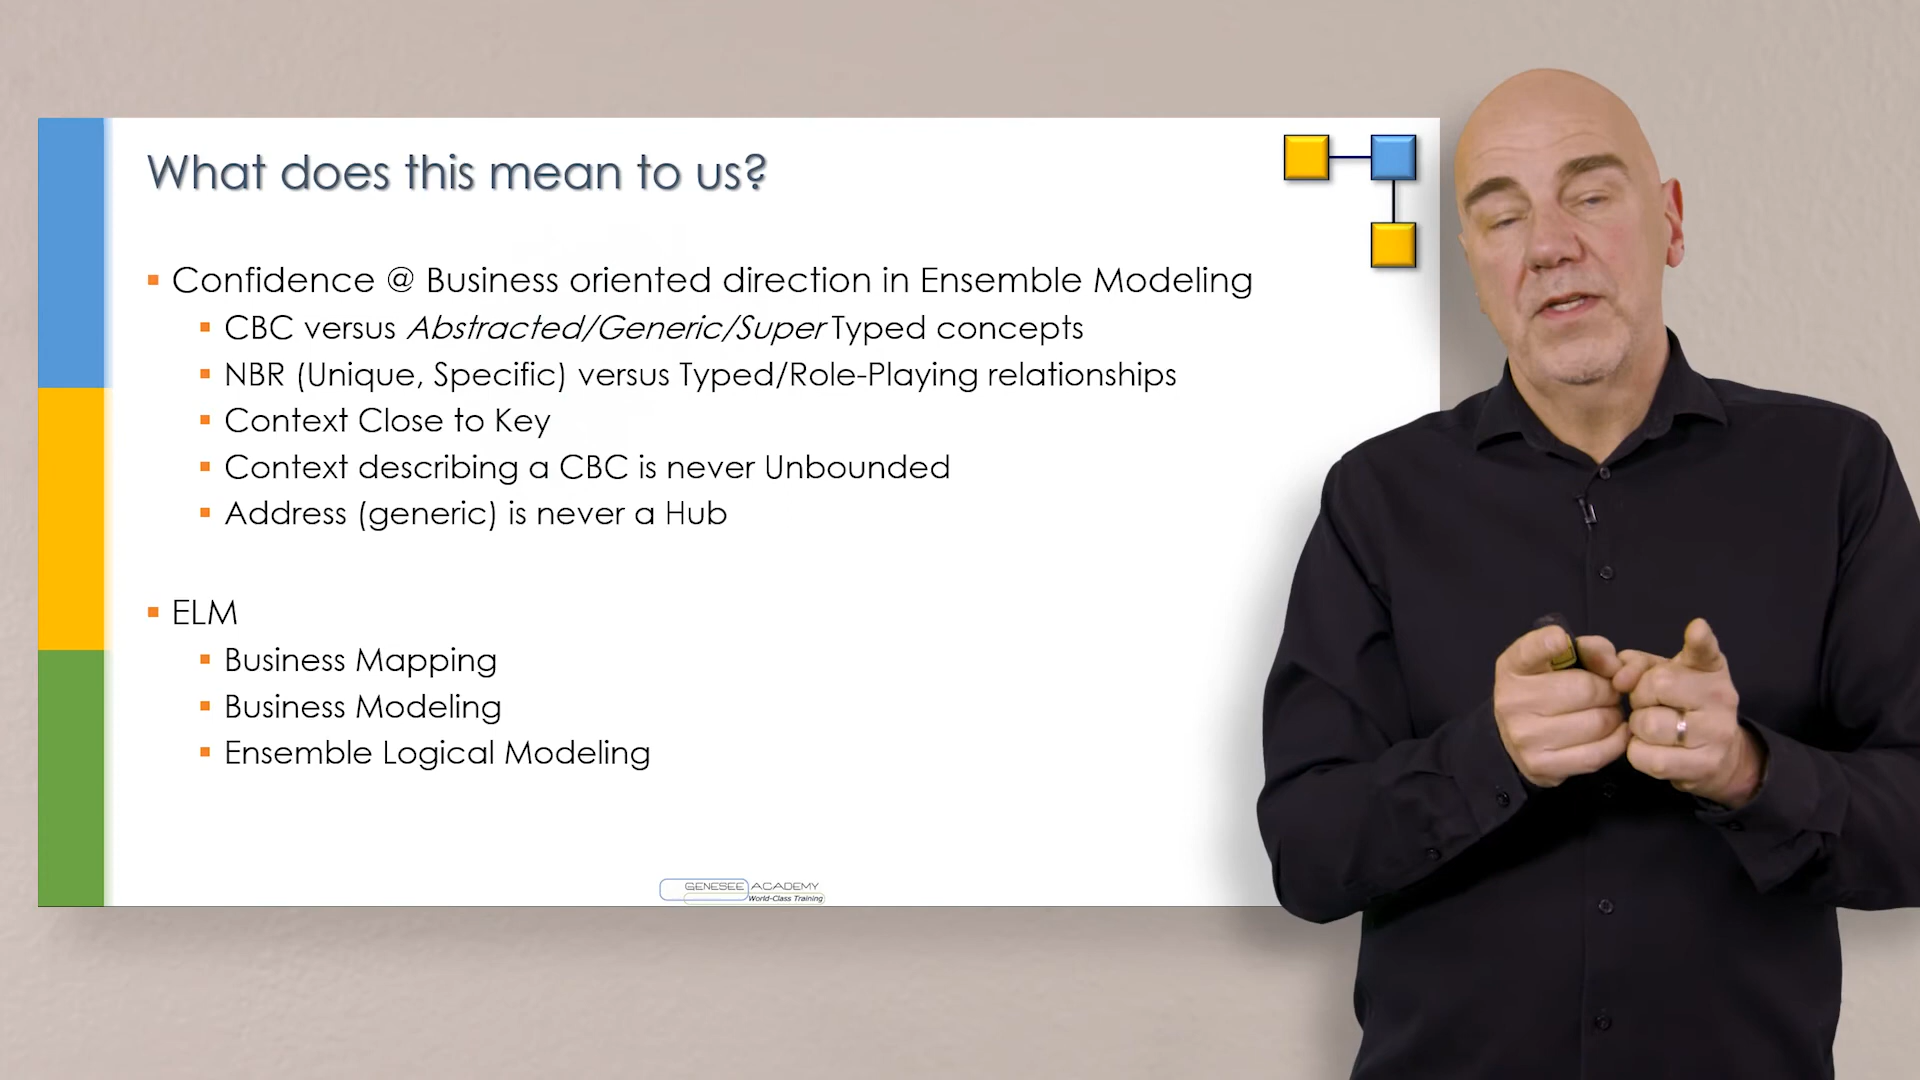 What does this mean to us?
Confidence @ Business oriented direction in Ensemble Modeling
CBC versus Abstracted/Generic/Super Typed concepts
NBR (Unique, Specific) versus Typed/Role-Playing relationships
Context Close to Key
Context describing a CBC is never Unbounded
Address (generic) is never a Hub
ELM
Business Mapping
Business Modeling
Ensemble Logical Modeling
GENESEE ACADEMY
World-Class Training